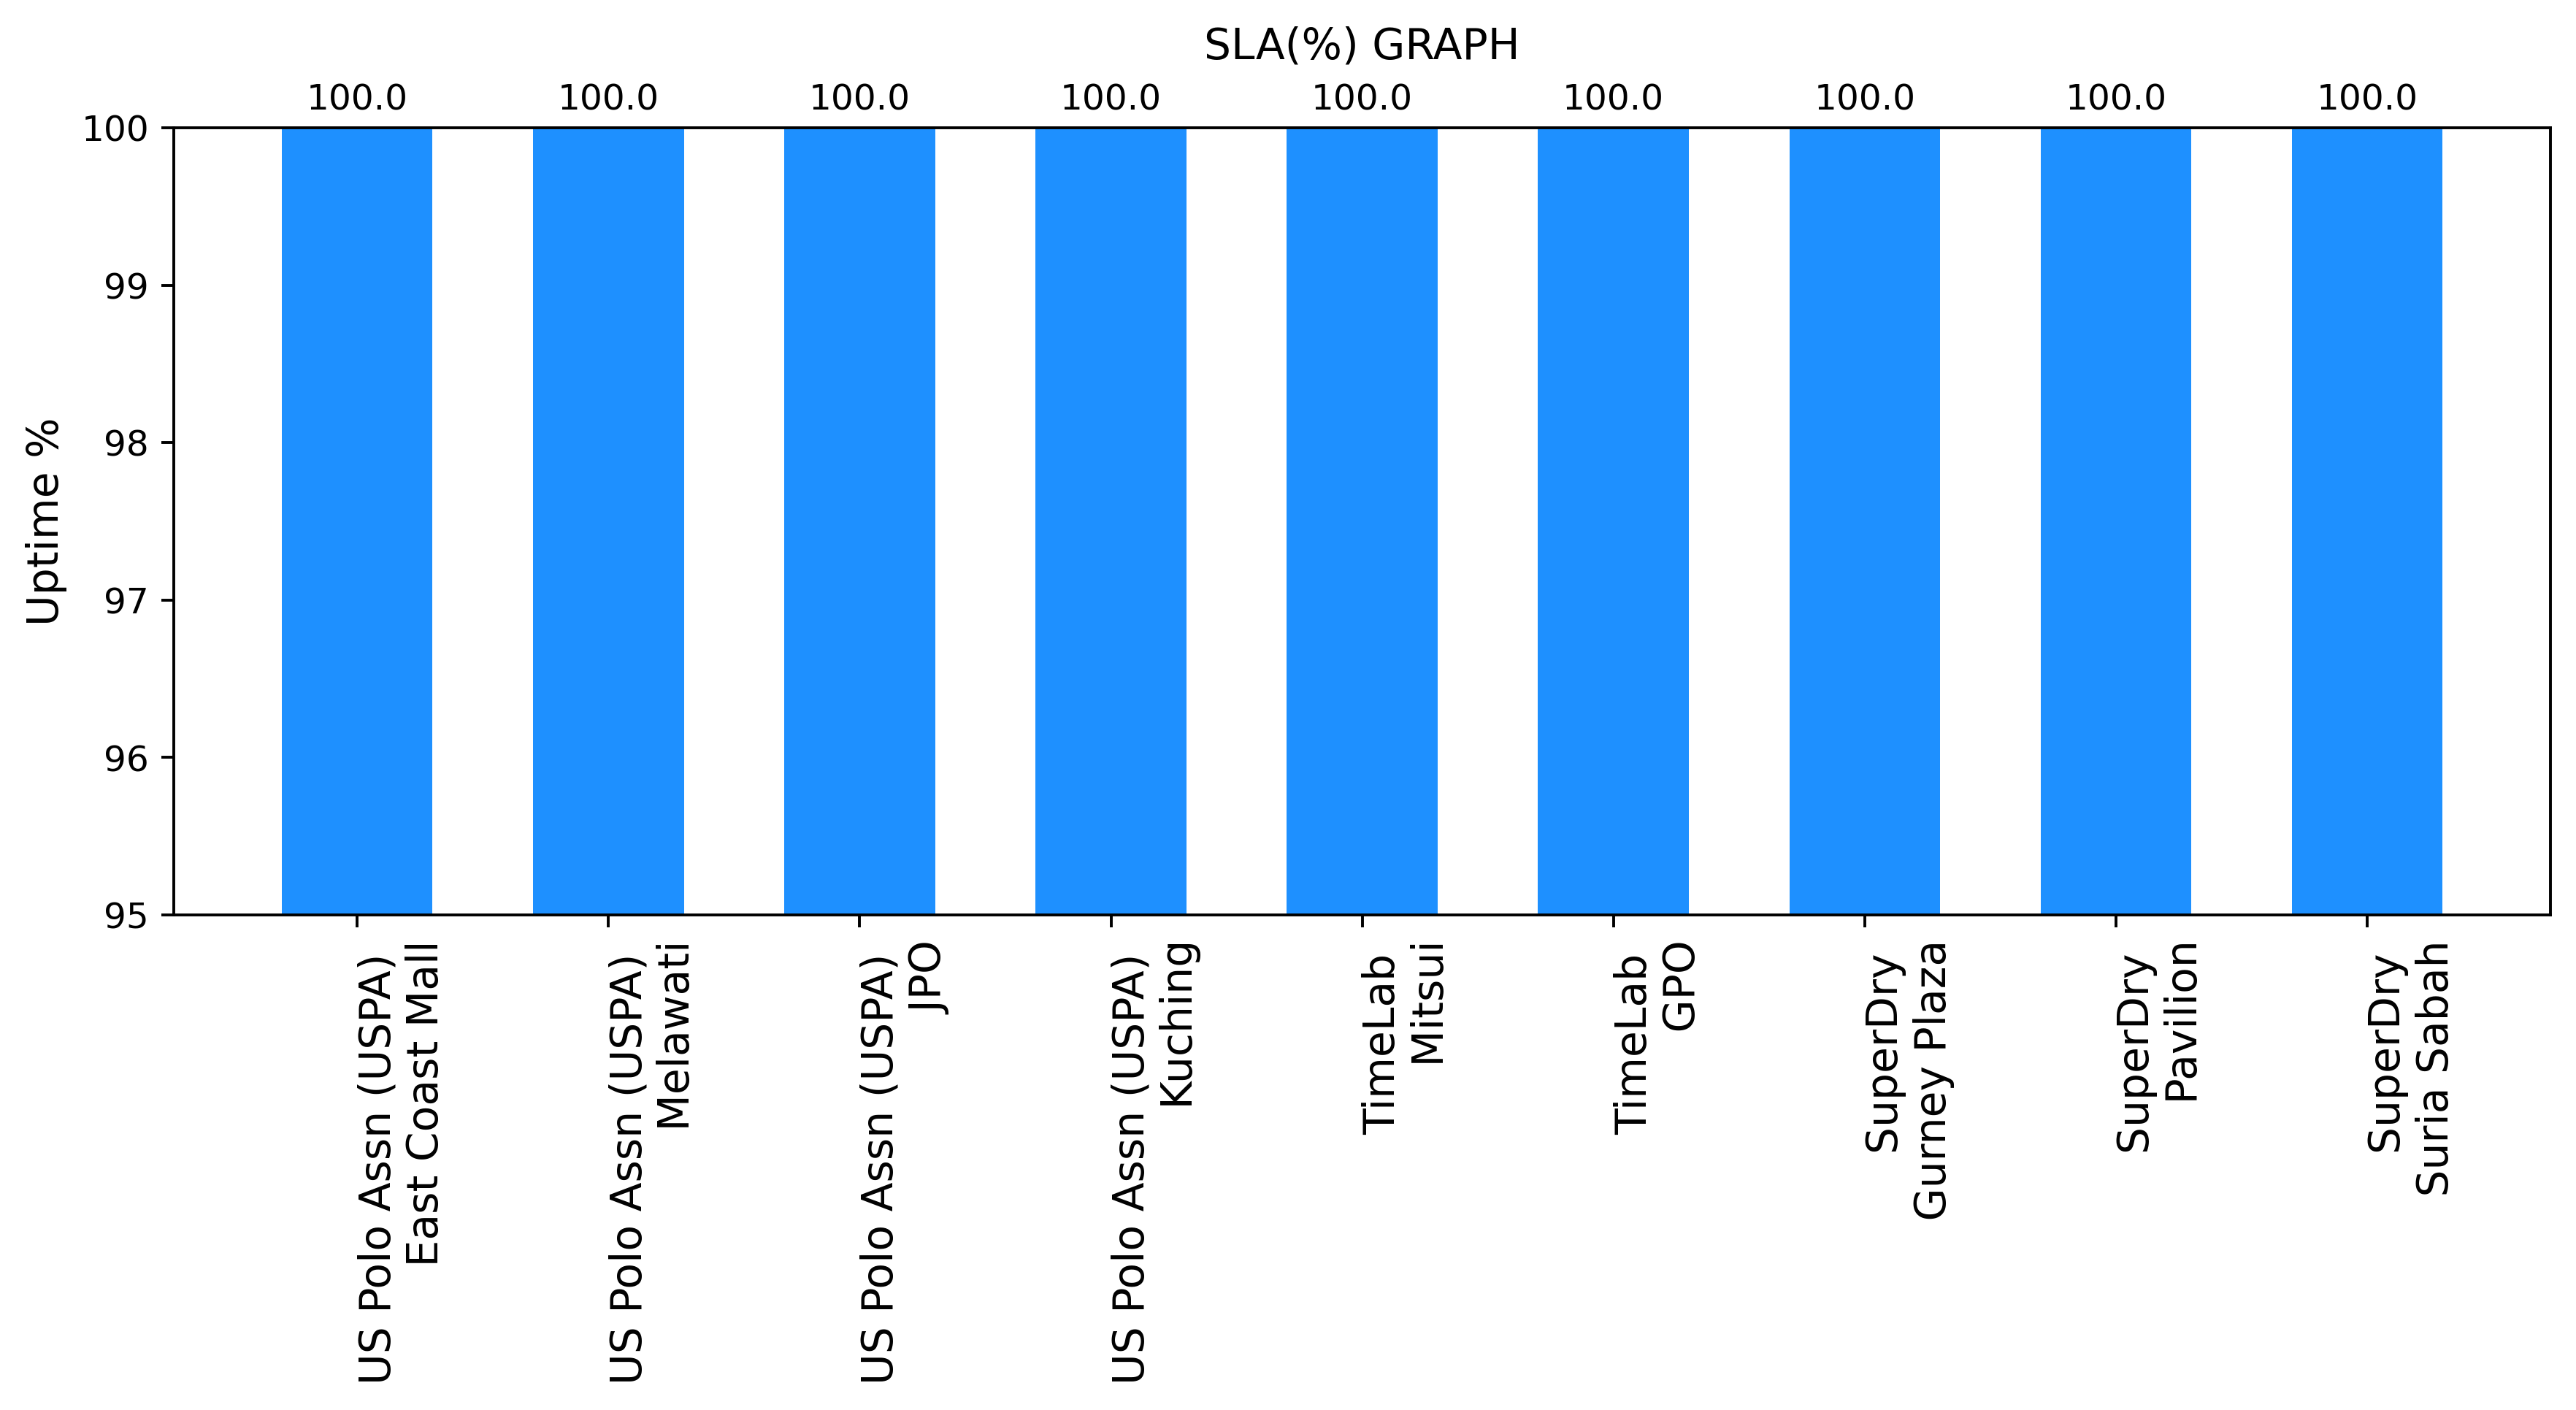 SLA(%) GRAPH
100.0 100.0 100.0 100.0 100.0 100.0 100.0 100.0 100.0
100
99
98
97
96
95
Uptime %
US Polo Assn (USPA)
East Coast Mall
US Polo Assn (USPA)
Melawati
US Polo Assn (USPA)
JPO
US Polo Assn (USPA)
Kuching
TimeLab
Mitsui
TimeLab
GPO
SuperDry
Gurney Plaza
SuperDry
Pavilion
SuperDry
Suria Sabah